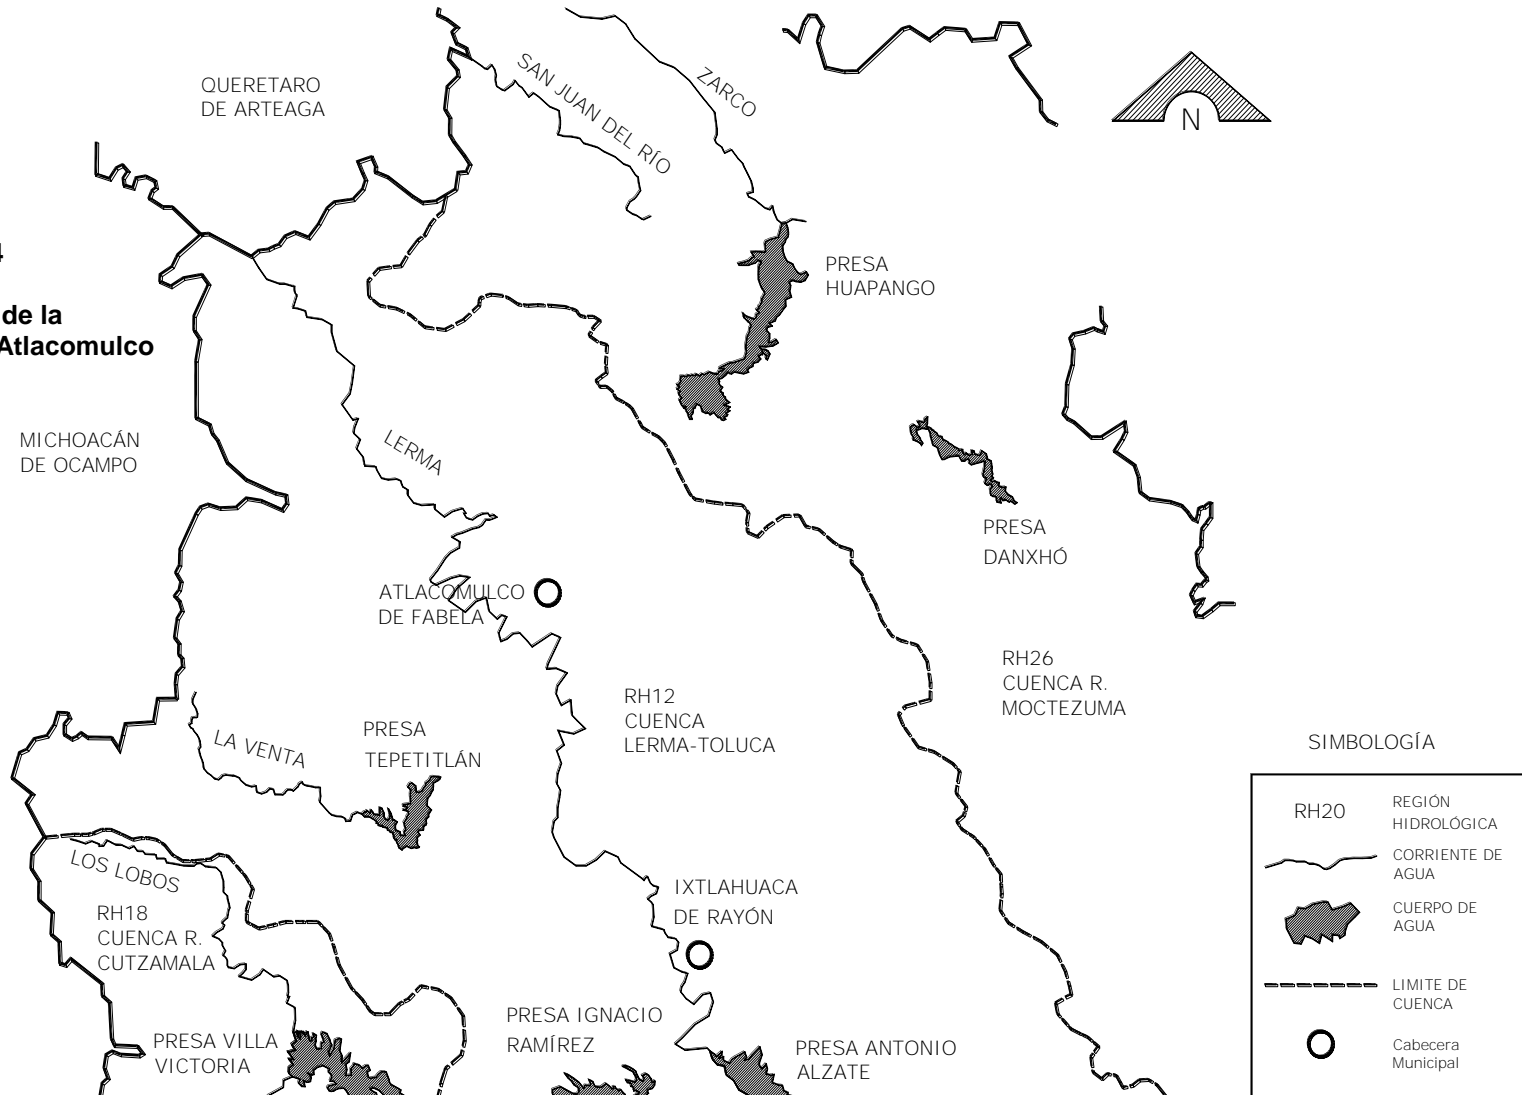 QUERETARO
DE ARTEAGA
SAN JUAN DEL RÍO
ZARCO
N
4
de la
Atlacomulco
PRESA
HUAPANGO
MICHOACÁN
DE OCAMPO
LERMA
PRESA
DANXHÓ
ATLACOMULCO
DE FABELA
RH12
CUENCA
LERMA-TOLUCA
RH26
CUENCA R.
MOCTEZUMA
LA VENTA
PRESA
TEPETITLÁN
LOS LOBOS
RH18
CUENCA R.
CUTZAMALA
IXTLAHUACA
DE RAYÓN
PRESA VILLA
VICTORIA
PRESA IGNACIO
RAMÍREZ
PRESA ANTONIO
ALZATE
SIMBOLOGÍA
RH20
REGIÓN
HIDROLÓGICA
CORRIENTE DE
AGUA
CUERPO DE
AGUA
LIMITE DE
CUENCA
Cabecera
Municipal